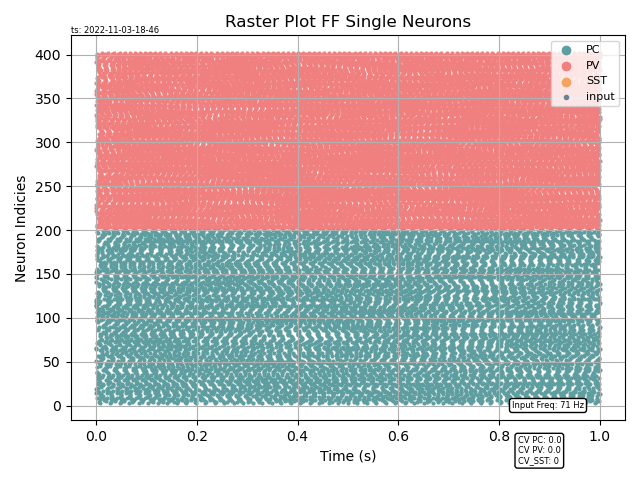 Raster Plot FF Single Neurons
ts: 2022-11-03-18-46
PC
PV
SST
input
400
350
300
250
200
150
100
50
0
Neuron Indicies
0.0 0.2 0.4 0.6 0.8 1.0
Time (s)
Input Freq: 71 Hz
CV PC: 0.0
CV PV: 0.0
CV_SST: 0